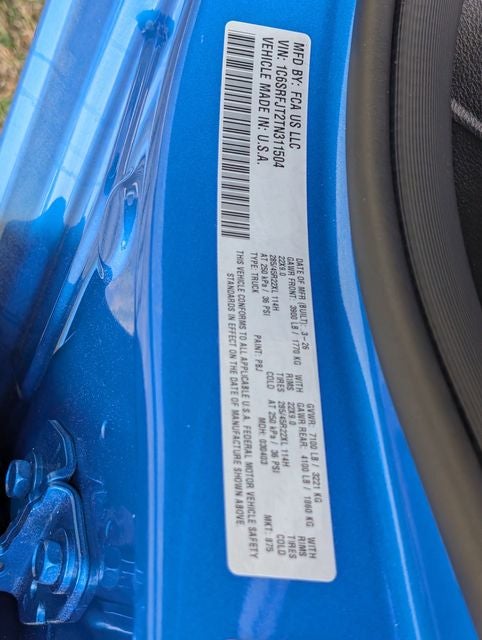 MFD BY: FCA US LLC
VIN: 1C6SRFJT2TN311504
VEHICLE MADE IN U.S.A.
DATE OF MFR (BUILT): 3-26 GVWR: 7100 LB / 3221 KG
GAWR FRONT: 3900 LB / 1770 KG WITH GAWR REAR: 4100 LB / 1860 KG WITH
22X9.0 RIMS 22X9.0 RIMS
285/45R22XL 114H TIRES 285/45R22XL 114H TIRES
AT 250 kPa / 36 PSI COLD AT 250 kPa / 36 PSI COLD
TYPE: TRUCK PAINT: PBJ MDH: 030403 MKT: 875
THIS VEHICLE CONFORMS TO ALL APPLICABLE U.S.A. FEDERAL MOTOR VEHICLE SAFETY
STANDARDS IN EFFECT ON THE DATE OF MANUFACTURE SHOWN ABOVE